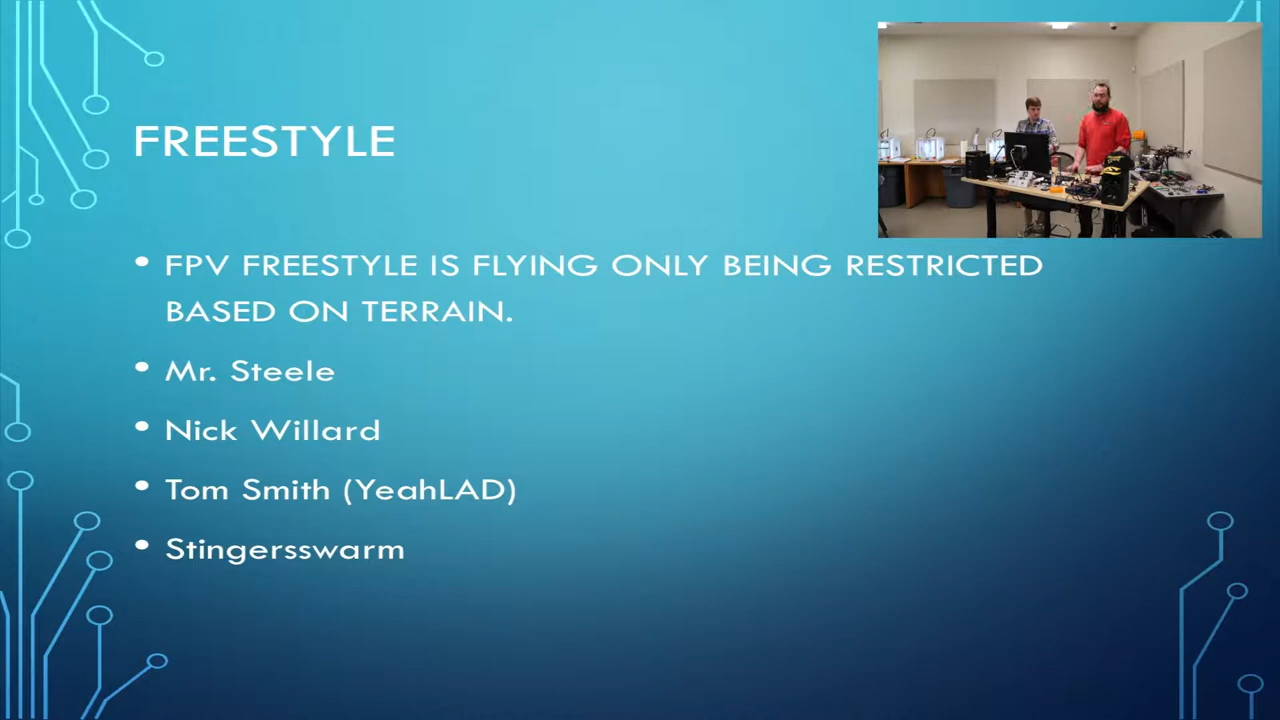 FREESTYLE
• FPV FREESTYLE IS FLYING ONLY BEING RESTRICTED
BASED ON TERRAIN.
• Mr. Steele
• Nick Willard
• Tom Smith (YeahLAD)
• Stingersswarm